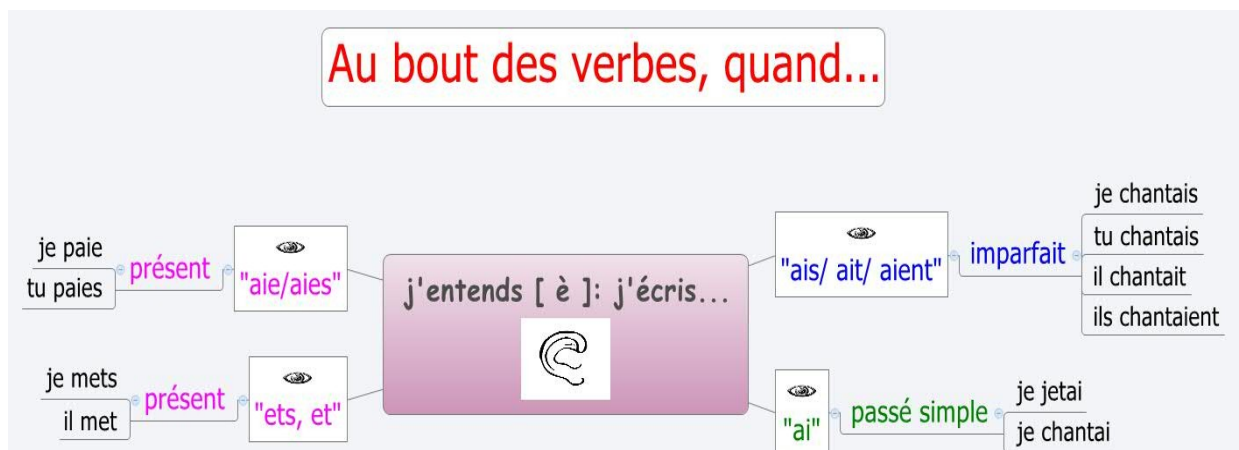 Au bout des verbes, quand...
j'entends [ è ]: j'écris...
"aie/aies"
présent
je paie
tu paies
"ets, et"
présent
je mets
il met
"ais/ ait/ aient"
imparfait
je chantais
tu chantais
il chantait
ils chantaient
"ai"
passé simple
je jetai
je chantai